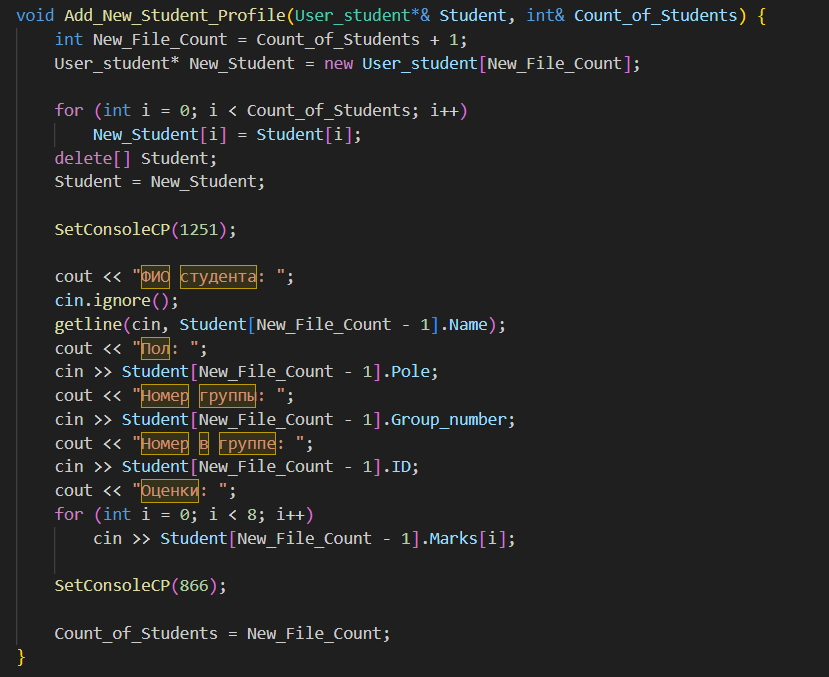 void Add_New_Student_Profile(User_student*& Student, int& Count_of_Students) {
    int New_File_Count = Count_of_Students + 1;
    User_student* New_Student = new User_student[New_File_Count];

    for (int i = 0; i < Count_of_Students; i++)
        New_Student[i] = Student[i];
    delete[] Student;
    Student = New_Student;

    SetConsoleCP(1251);

    cout << "ФИО студента: ";
    cin.ignore();
    getline(cin, Student[New_File_Count - 1].Name);
    cout << "Пол: ";
    cin >> Student[New_File_Count - 1].Pole;
    cout << "Номер группы: ";
    cin >> Student[New_File_Count - 1].Group_number;
    cout << "Номер в группе: ";
    cin >> Student[New_File_Count - 1].ID;
    cout << "Оценки: ";
    for (int i = 0; i < 8; i++)
        cin >> Student[New_File_Count - 1].Marks[i];

    SetConsoleCP(866);

    Count_of_Students = New_File_Count;
}